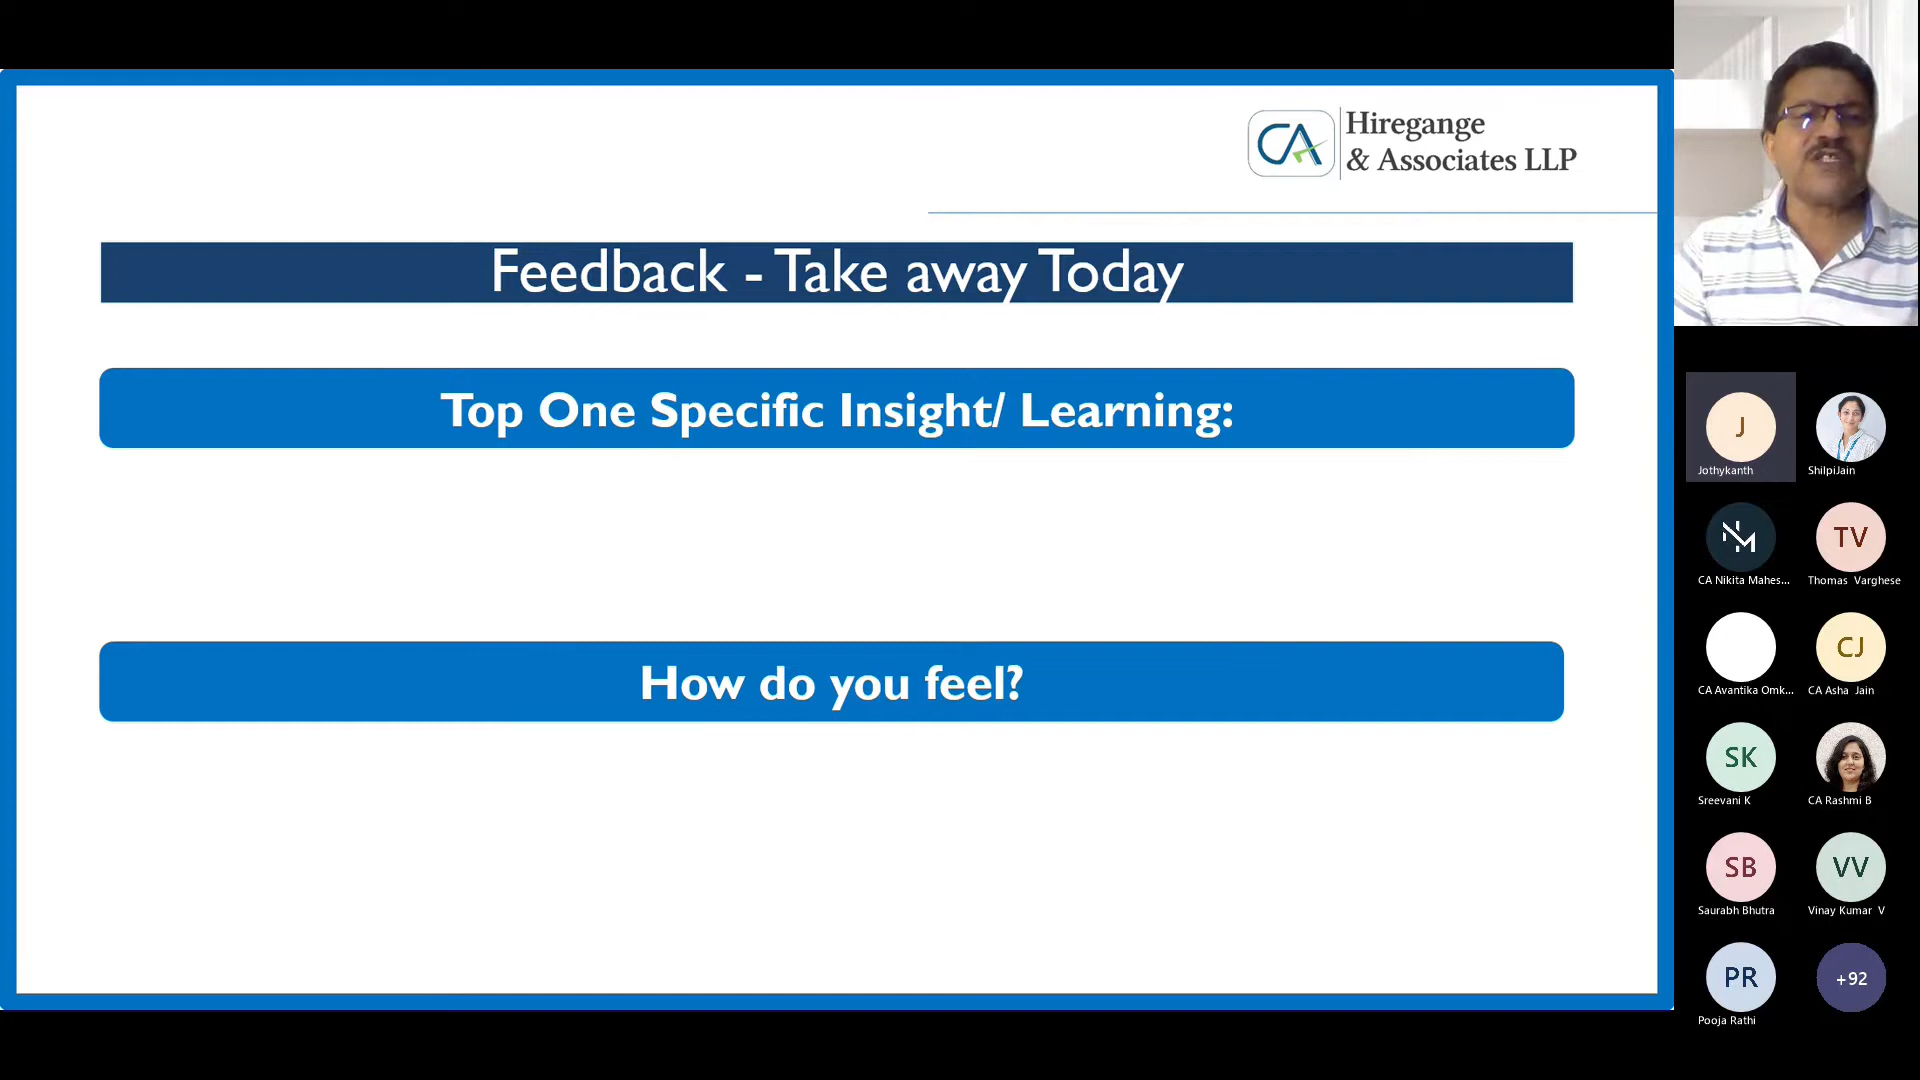 CA
Hiregange
& Associates LLP
Feedback - Take away Today
Top One Specific Insight/ Learning:
How do you feel?
J
Jothykanth
ShilpiJain
NM
CA Nikita Mahes...
TV
Thomas Varghese
CA Avantika Omk...
CJ
CA Asha Jain
SK
Sreevani K
CA Rashmi B
SB
Saurabh Bhutra
VV
Vinay Kumar V
PR
Pooja Rathi
+92